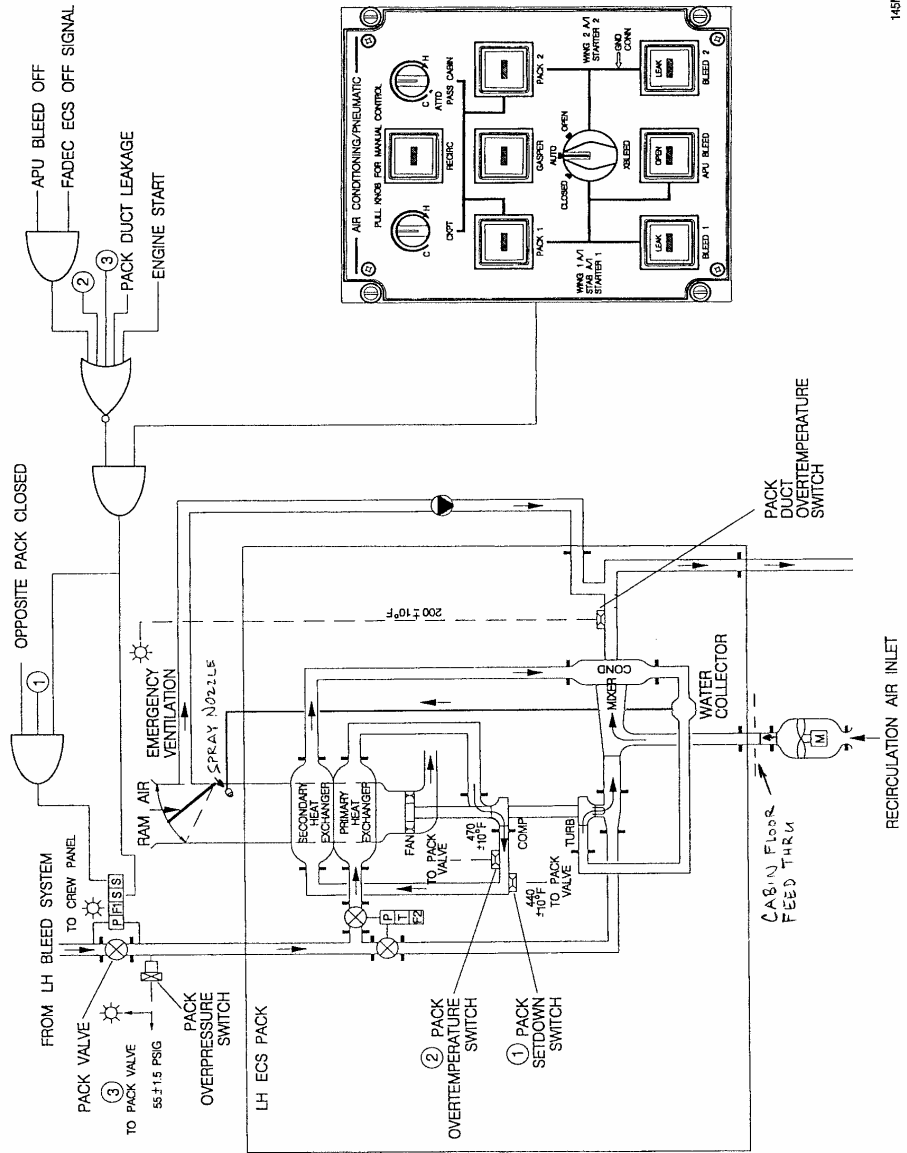 APU BLEED OFF
FADEC ECS OFF SIGNAL
2
3
PACK DUCT LEAKAGE
ENGINE START
OPPOSITE PACK CLOSED
1
FROM LH BLEED SYSTEM
TO CREW PANEL
P F1 S S
PACK VALVE
3
TO PACK VALVE
55±1.5 PSIG
PACK
OVERPRESSURE
SWITCH
RAM AIR
EMERGENCY
VENTILATION
SPRAY NOZZLE
200±10°F
LH ECS PACK
SECONDARY
HEAT
EXCHANGER
PRIMARY
HEAT
EXCHANGER
FAN
P T F2
TO PACK
VALVE
470
±10°F
COMP
440
±10°F
TO PACK
VALVE
TURB
MIXER
COND
WATER
COLLECTOR
2 PACK
OVERTEMPERATURE
SWITCH
1 PACK
SETDOWN
SWITCH
PACK
DUCT
OVERTEMPERATURE
SWITCH
CABIN FLOOR
FEED THRU
M
RECIRCULATION AIR INLET
AIR CONDITIONING/PNEUMATIC
PULL KNOB FOR MANUAL CONTROL
C H
CKPT
RECIRC
C H
ATTD
PASS CABIN
PACK 1
GASPER
PACK 2
CLOSED
AUTO
OPEN
XBLEED
WING 1 A/I
STAB A/I
STARTER 1
WING 2 A/I
STARTER 2
GND
CONN
LEAK
BLEED 1
OPEN
APU BLEED
LEAK
BLEED 2